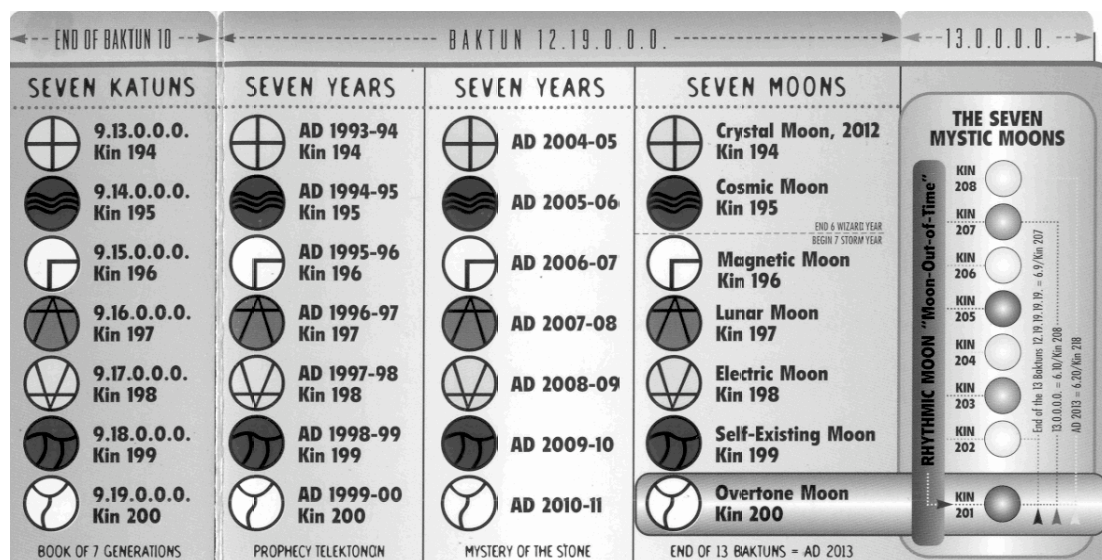 END OF BAKTUN 10
BAKTUN 12.19.0.0.0.
13.0.0.0.0.
SEVEN KATUNS
9.13.0.0.0.
Kin 194
9.14.0.0.0.
Kin 195
9.15.0.0.0.
Kin 196
9.16.0.0.0.
Kin 197
9.17.0.0.0.
Kin 198
9.18.0.0.0.
Kin 199
9.19.0.0.0.
Kin 200
BOOK OF 7 GENERATIONS
SEVEN YEARS
AD 1993-94
Kin 194
AD 1994-95
Kin 195
AD 1995-96
Kin 196
AD 1996-97
Kin 197
AD 1997-98
Kin 198
AD 1998-99
Kin 199
AD 1999-00
Kin 200
PROPHECY TELEKTONON
SEVEN YEARS
AD 2004-05
AD 2005-06
AD 2006-07
AD 2007-08
AD 2008-09
AD 2009-10
AD 2010-11
MYSTERY OF THE STONE
SEVEN MOONS
Crystal Moon, 2012
Kin 194
Cosmic Moon
Kin 195
END 6 WIZARD YEAR
BEGIN 7 STORM YEAR
Magnetic Moon
Kin 196
Lunar Moon
Kin 197
Electric Moon
Kin 198
Self-Existing Moon
Kin 199
Overtone Moon
Kin 200
END OF 13 BAKTUNS = AD 2013
THE SEVEN
MYSTIC MOONS
RHYTHMIC MOON "Moon-Out-of-Time"
KIN
208
KIN
207
KIN
206
KIN
205
KIN
204
KIN
203
KIN
202
KIN
201
End of the 13 Baktuns 12.19.19.19.19. = 6.9/Kin 207
13.0.0.0.0. = 6.10/Kin 208
AD 2013 = 6.20/Kin 218